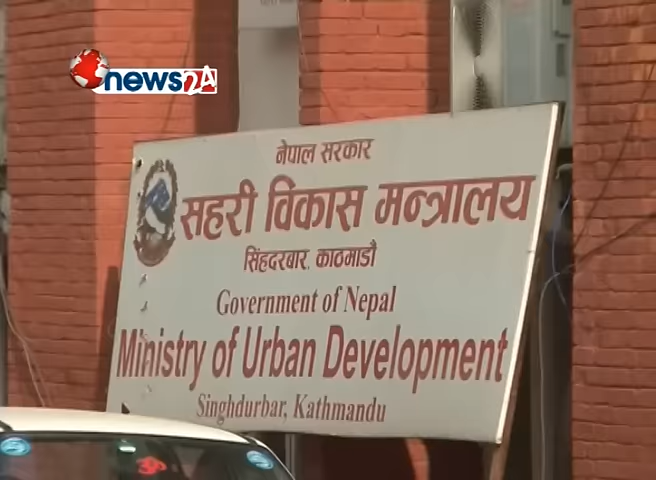 news24
नेपाल सरकार
सहरी विकास मन्त्रालय
सिंहदरबार, काठमाडौं
Government of Nepal
Ministry of Urban Development
Singhdurbar, Kathmandu